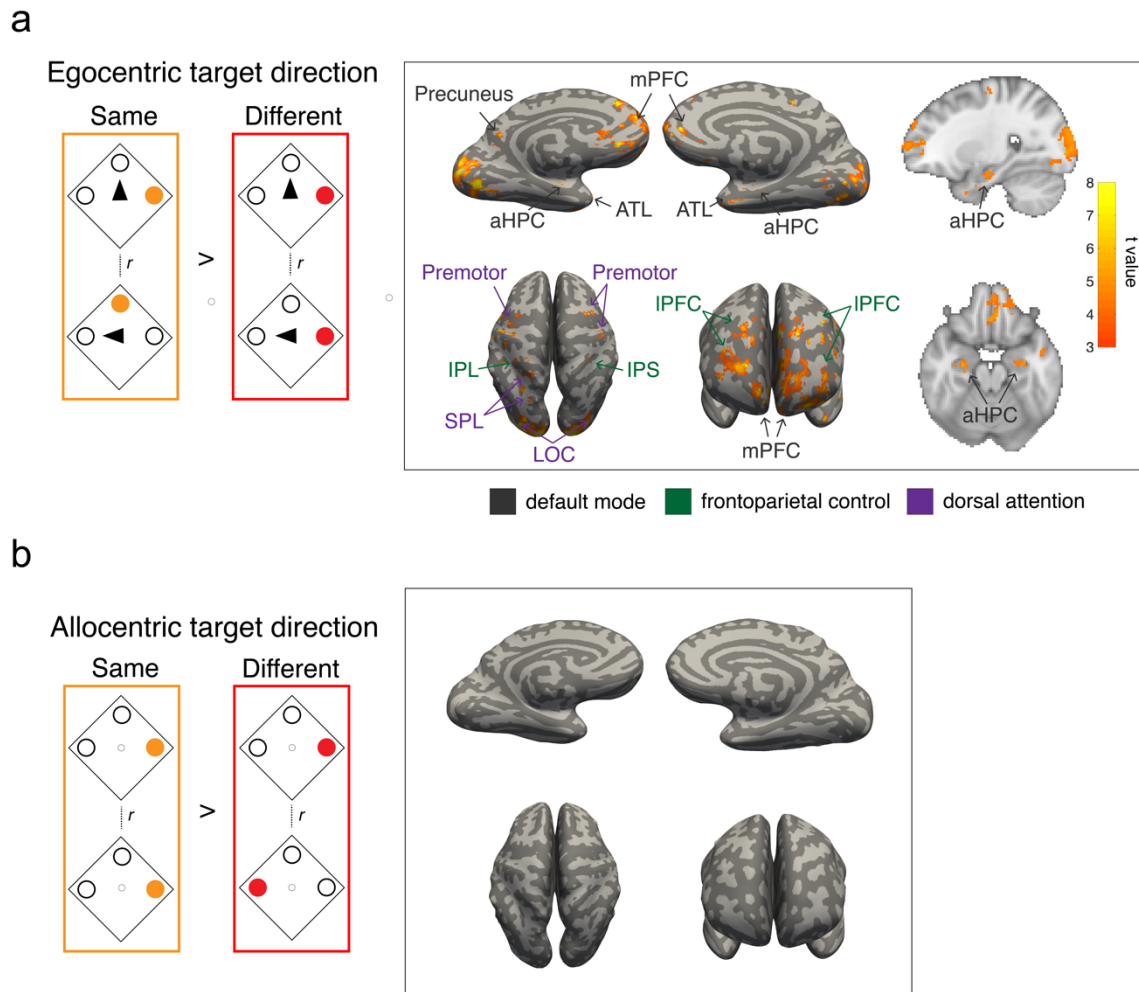 a
Egocentric target direction
Same
Different
r
>
r
Precuneus
mPFC
aHPC
ATL
ATL
aHPC
aHPC
8
7
6
5
4
3
t value
Premotor
Premotor
IPL
IPS
SPL
LOC
lPFC
lPFC
mPFC
aHPC
default mode
frontoparietal control
dorsal attention
b
Allocentric target direction
Same
Different
r
>
r